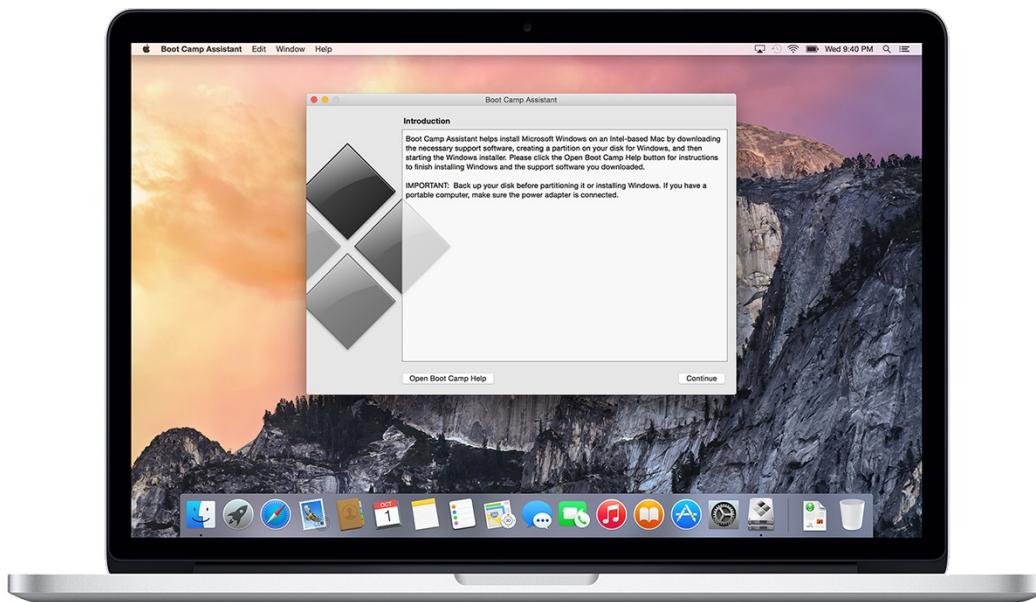 Boot Camp Assistant Edit Window Help Wed 9:40 PM
Boot Camp Assistant
Introduction
Boot Camp Assistant helps install Microsoft Windows on an Intel-based Mac by downloading
the necessary support software, creating a partition on your disk for Windows, and then
starting the Windows installer. Please click the Open Boot Camp Help button for instructions
to finish installing Windows and the support software you downloaded.
IMPORTANT: Back up your disk before partitioning it or installing Windows. If you have a
portable computer, make sure the power adapter is connected.
Open Boot Camp Help Continue
OCT
1